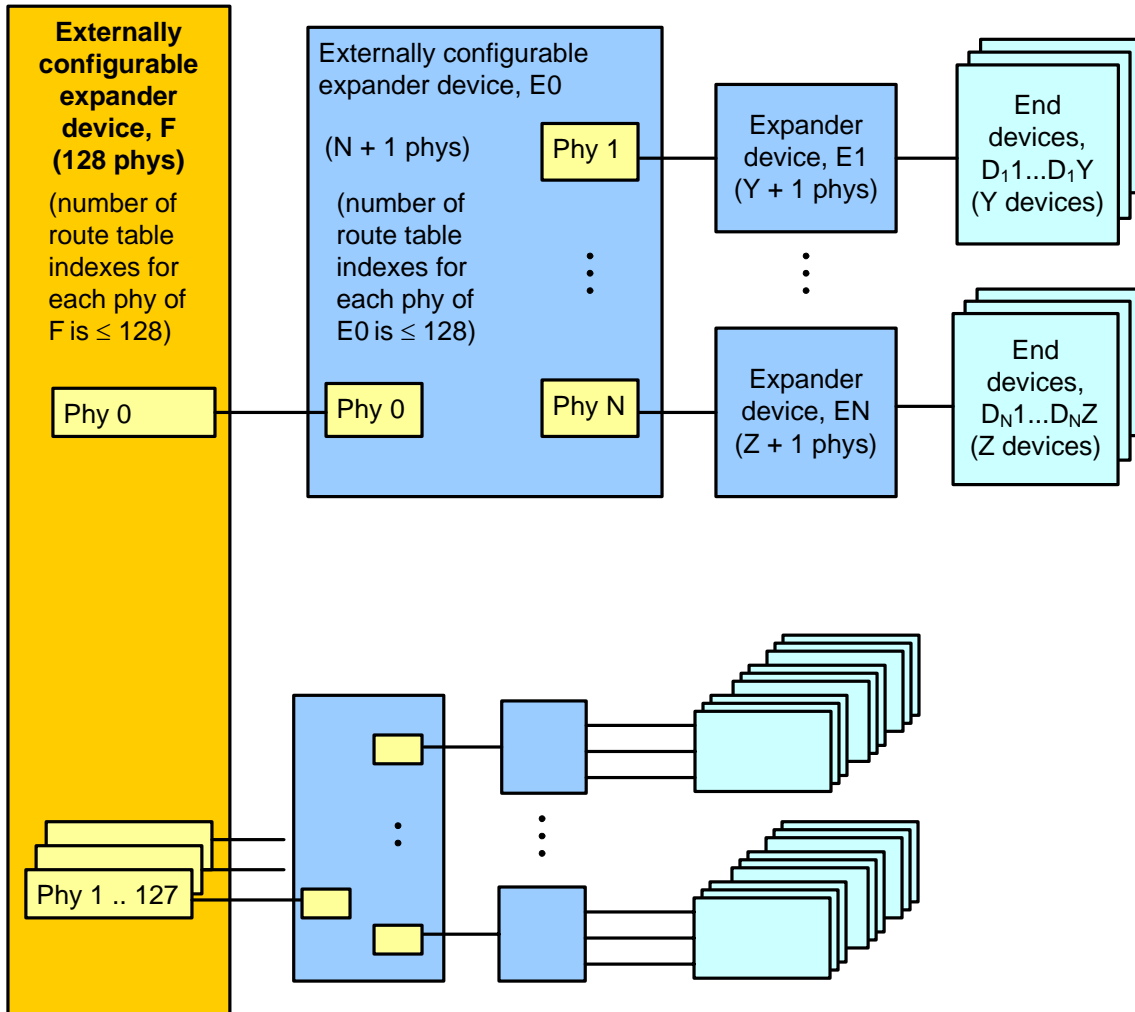 Externally
configurable
expander
device, F
(128 phys)
(number of
route table
indexes for
each phy of
F is ≤ 128)
Phy 0
Phy 1 .. 127
Externally configurable
expander device, E0
(N + 1 phys)
(number of
route table
indexes for
each phy of
E0 is ≤ 128)
Phy 0
Phy 1
Phy N
Expander
device, E1
(Y + 1 phys)
End
devices,
D₁1...D₁Y
(Y devices)
Expander
device, EN
(Z + 1 phys)
End
devices,
D_N1...D_NZ
(Z devices)